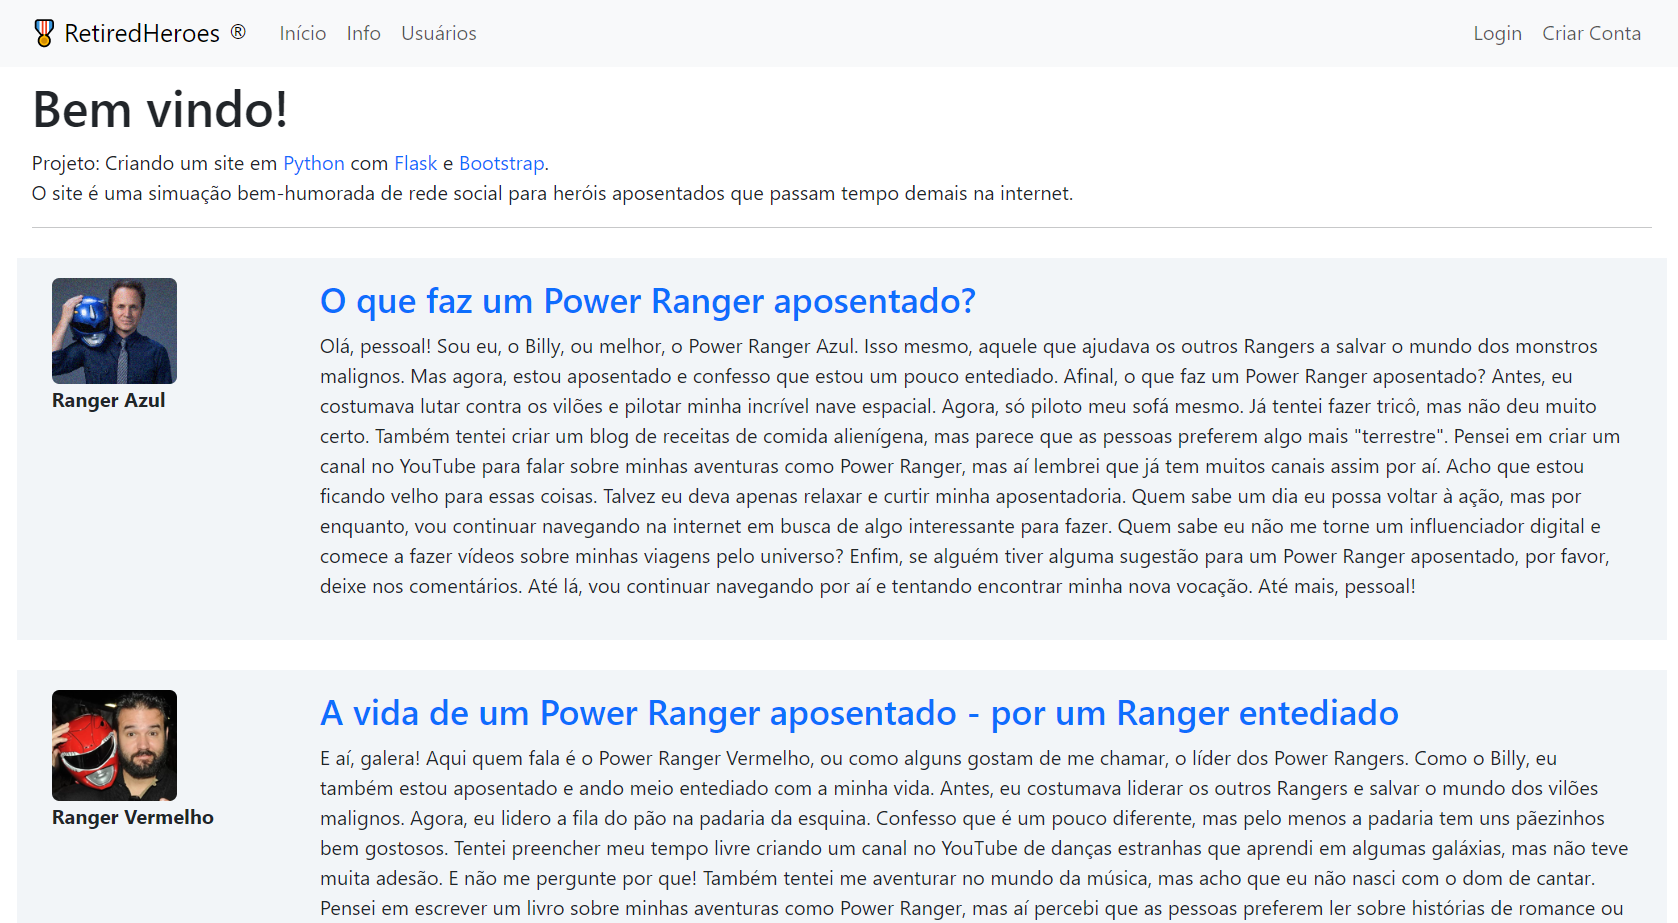 RetiredHeroes ® Início Info Usuários Login Criar Conta
Bem vindo!
Projeto: Criando um site em Python com Flask e Bootstrap.
O site é uma simuação bem-humorada de rede social para heróis aposentados que passam tempo demais na internet.
Ranger Azul
O que faz um Power Ranger aposentado?
Olá, pessoal! Sou eu, o Billy, ou melhor, o Power Ranger Azul. Isso mesmo, aquele que ajudava os outros Rangers a salvar o mundo dos monstros
malignos. Mas agora, estou aposentado e confesso que estou um pouco entediado. Afinal, o que faz um Power Ranger aposentado? Antes, eu
costumava lutar contra os vilões e pilotar minha incrível nave espacial. Agora, só piloto meu sofá mesmo. Já tentei fazer tricô, mas não deu muito
certo. Também tentei criar um blog de receitas de comida alienígena, mas parece que as pessoas preferem algo mais "terrestre". Pensei em criar um
canal no YouTube para falar sobre minhas aventuras como Power Ranger, mas aí lembrei que já tem muitos canais assim por aí. Acho que estou
ficando velho para essas coisas. Talvez eu deva apenas relaxar e curtir minha aposentadoria. Quem sabe um dia eu possa voltar à ação, mas por
enquanto, vou continuar navegando na internet em busca de algo interessante para fazer. Quem sabe eu não me torne um influenciador digital e
comece a fazer vídeos sobre minhas viagens pelo universo? Enfim, se alguém tiver alguma sugestão para um Power Ranger aposentado, por favor,
deixe nos comentários. Até lá, vou continuar navegando por aí e tentando encontrar minha nova vocação. Até mais, pessoal!
Ranger Vermelho
A vida de um Power Ranger aposentado - por um Ranger entediado
E aí, galera! Aqui quem fala é o Power Ranger Vermelho, ou como alguns gostam de me chamar, o líder dos Power Rangers. Como o Billy, eu
também estou aposentado e ando meio entediado com a minha vida. Antes, eu costumava liderar os outros Rangers e salvar o mundo dos vilões
malignos. Agora, eu lidero a fila do pão na padaria da esquina. Confesso que é um pouco diferente, mas pelo menos a padaria tem uns pãezinhos
bem gostosos. Tentei preencher meu tempo livre criando um canal no YouTube de danças estranhas que aprendi em algumas galáxias, mas não teve
muita adesão. E não me pergunte por que! Também tentei me aventurar no mundo da música, mas acho que eu não nasci com o dom de cantar.
Pensei em escrever um livro sobre minhas aventuras como Power Ranger, mas aí percebi que as pessoas preferem ler sobre histórias de romance ou